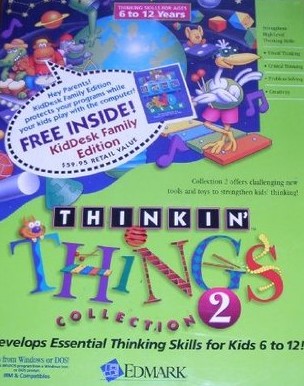 THINKING SKILLS FOR AGES
6 to 12 Years
Strengthens
High-Level
Thinking Skills
Visual Thinking
Critical Thinking
Problem Solving
Creativity
Hey Parents!
KidDesk Family Edition
protects your programs while
your kids play with the computer!
FREE INSIDE!
KidDesk Family
Edition
$59.95 RETAIL VALUE
Collection 2 offers challenging new
tools and toys to strengthen kids' thinking!
THINKIN'
THINGS
COLLECTION 2
evelops Essential Thinking Skills for Kids 6 to 12!
from Windows or DOS!
IBM & Compatibles
EDMARK